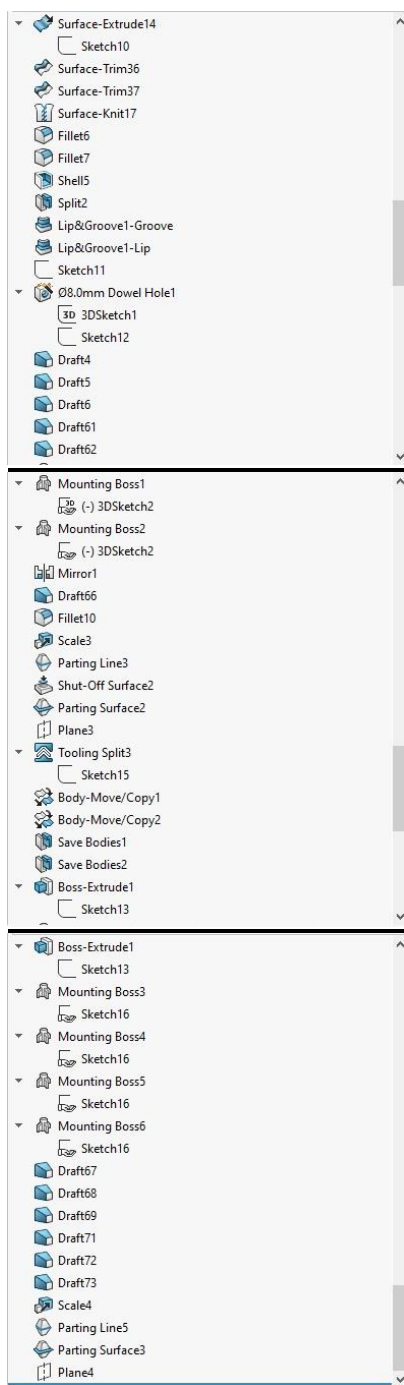 Surface-Extrude14
Sketch10
Surface-Trim36
Surface-Trim37
Surface-Knit17
Fillet6
Fillet7
Shell5
Split2
Lip&Groove1-Groove
Lip&Groove1-Lip
Sketch11
Ø8.0mm Dowel Hole1
3D 3DSketch1
Sketch12
Draft4
Draft5
Draft6
Draft61
Draft62
Mounting Boss1
3D (-) 3DSketch2
Mounting Boss2
(-) 3DSketch2
Mirror1
Draft66
Fillet10
Scale3
Parting Line3
Shut-Off Surface2
Parting Surface2
Plane3
Tooling Split3
Sketch15
Body-Move/Copy1
Body-Move/Copy2
Save Bodies1
Save Bodies2
Boss-Extrude1
Sketch13
Boss-Extrude1
Sketch13
Mounting Boss3
Sketch16
Mounting Boss4
Sketch16
Mounting Boss5
Sketch16
Mounting Boss6
Sketch16
Draft67
Draft68
Draft69
Draft71
Draft72
Draft73
Scale4
Parting Line5
Parting Surface3
Plane4